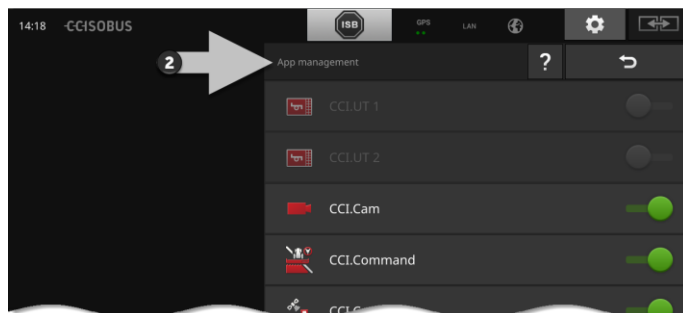 14:18 CCISOBUS ISB GPS LAN
2 App management ?
CCI.UT 1
CCI.UT 2
CCI.Cam
CCI.Command